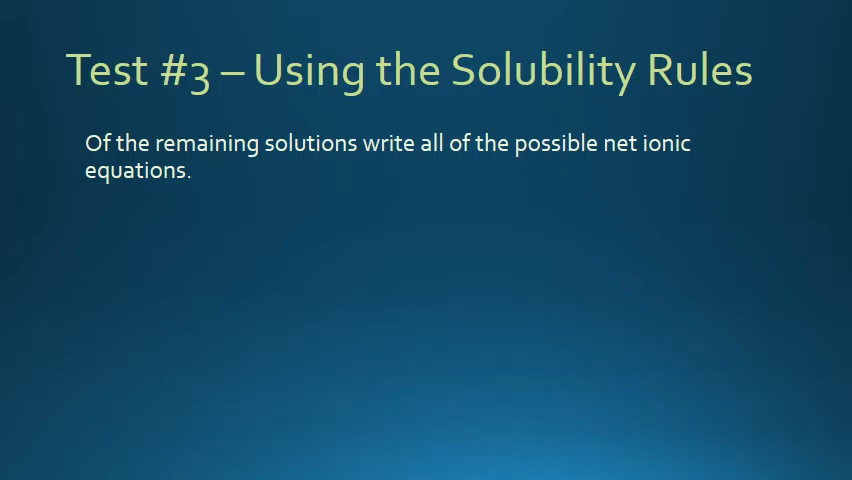 Test #3 – Using the Solubility Rules
Of the remaining solutions write all of the possible net ionic
equations.